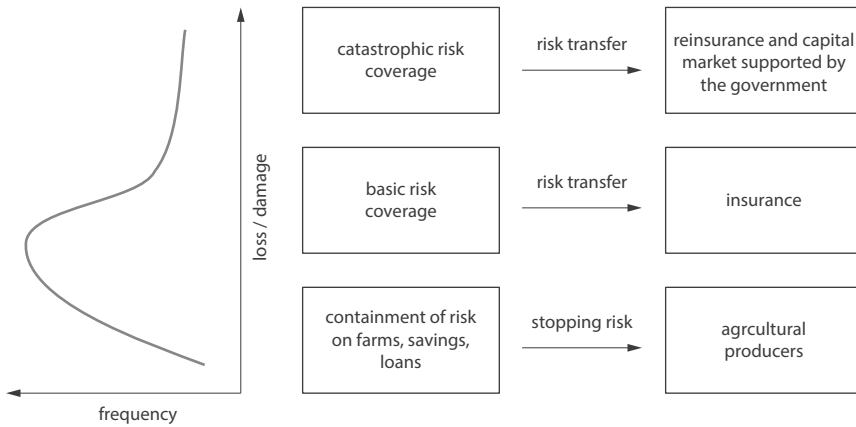 catastrophic risk
coverage
risk transfer
reinsurance and capital
market supported by
the government
loss / damage
basic risk
coverage
risk transfer
insurance
containment of risk
on farms, savings,
loans
stopping risk
agrcultural
producers
frequency